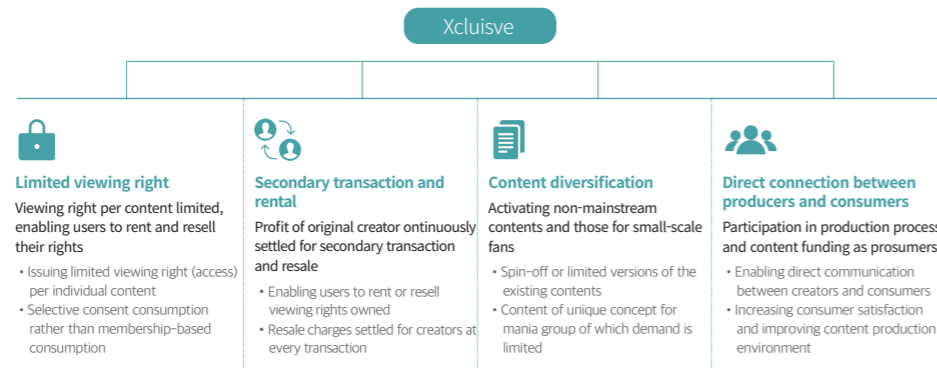 Xcluisve
Limited viewing right
Viewing right per content limited,
enabling users to rent and resell
their rights
• Issuing limited viewing right (access)
per individual content
• Selective consent consumption
rather than membership-based
consumption
Secondary transaction and
rental
Profit of original creator ontinuously
settled for secondary transaction
and resale
• Enabling users to rent or resell
viewing rights owned
• Resale charges settled for creators at
every transaction
Content diversification
Activating non-mainstream
contents and those for small-scale
fans
• Spin-off or limited versions of the
existing contents
• Content of unique concept for
mania group of which demand is
limited
Direct connection between
producers and consumers
Participation in production process
and content funding as prosumers
• Enabling direct communication
between creators and consumers
• Increasing consumer satisfaction
and improving content production
environment